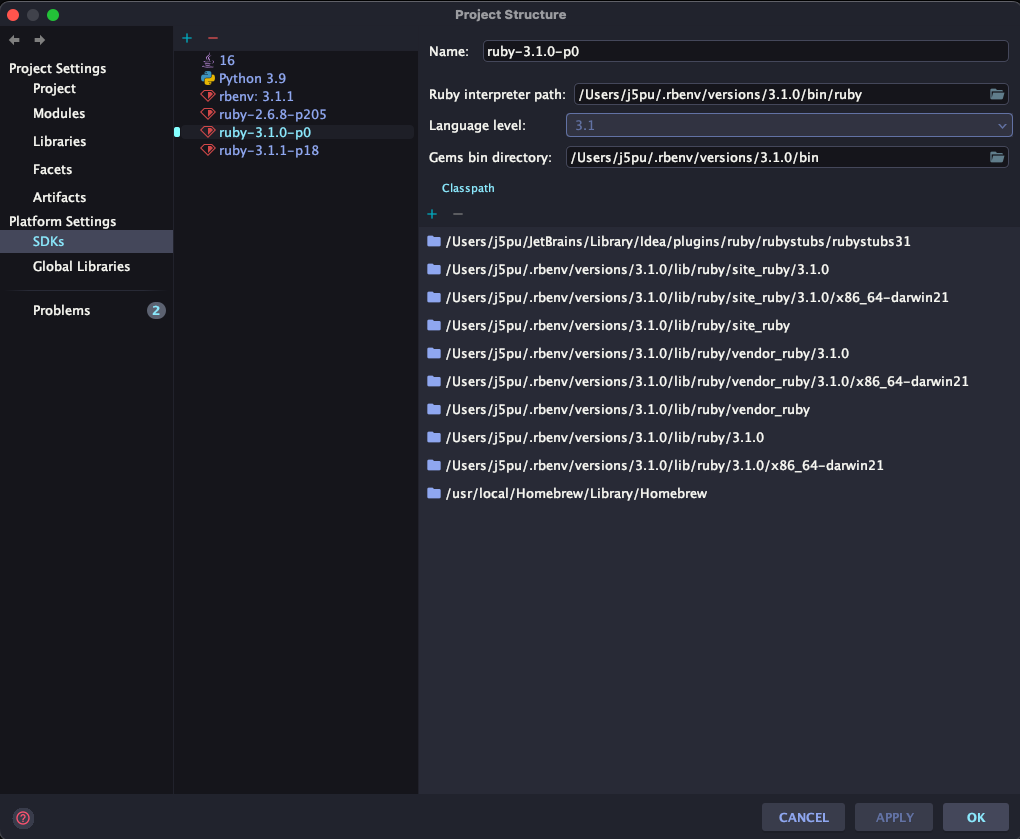 Project Structure
Project Settings
Project
Modules
Libraries
Facets
Artifacts
Platform Settings
SDKs
Global Libraries
Problems 2
16
Python 3.9
rbenv: 3.1.1
ruby-2.6.8-p205
ruby-3.1.0-p0
ruby-3.1.1-p18
Name: ruby-3.1.0-p0
Ruby interpreter path: /Users/j5pu/.rbenv/versions/3.1.0/bin/ruby
Language level: 3.1
Gems bin directory: /Users/j5pu/.rbenv/versions/3.1.0/bin
Classpath
/Users/j5pu/JetBrains/Library/Idea/plugins/ruby/rubystubs/rubystubs31
/Users/j5pu/.rbenv/versions/3.1.0/lib/ruby/site_ruby/3.1.0
/Users/j5pu/.rbenv/versions/3.1.0/lib/ruby/site_ruby/3.1.0/x86_64-darwin21
/Users/j5pu/.rbenv/versions/3.1.0/lib/ruby/site_ruby
/Users/j5pu/.rbenv/versions/3.1.0/lib/ruby/vendor_ruby/3.1.0
/Users/j5pu/.rbenv/versions/3.1.0/lib/ruby/vendor_ruby/3.1.0/x86_64-darwin21
/Users/j5pu/.rbenv/versions/3.1.0/lib/ruby/vendor_ruby
/Users/j5pu/.rbenv/versions/3.1.0/lib/ruby/3.1.0
/Users/j5pu/.rbenv/versions/3.1.0/lib/ruby/3.1.0/x86_64-darwin21
/usr/local/Homebrew/Library/Homebrew
? CANCEL APPLY OK